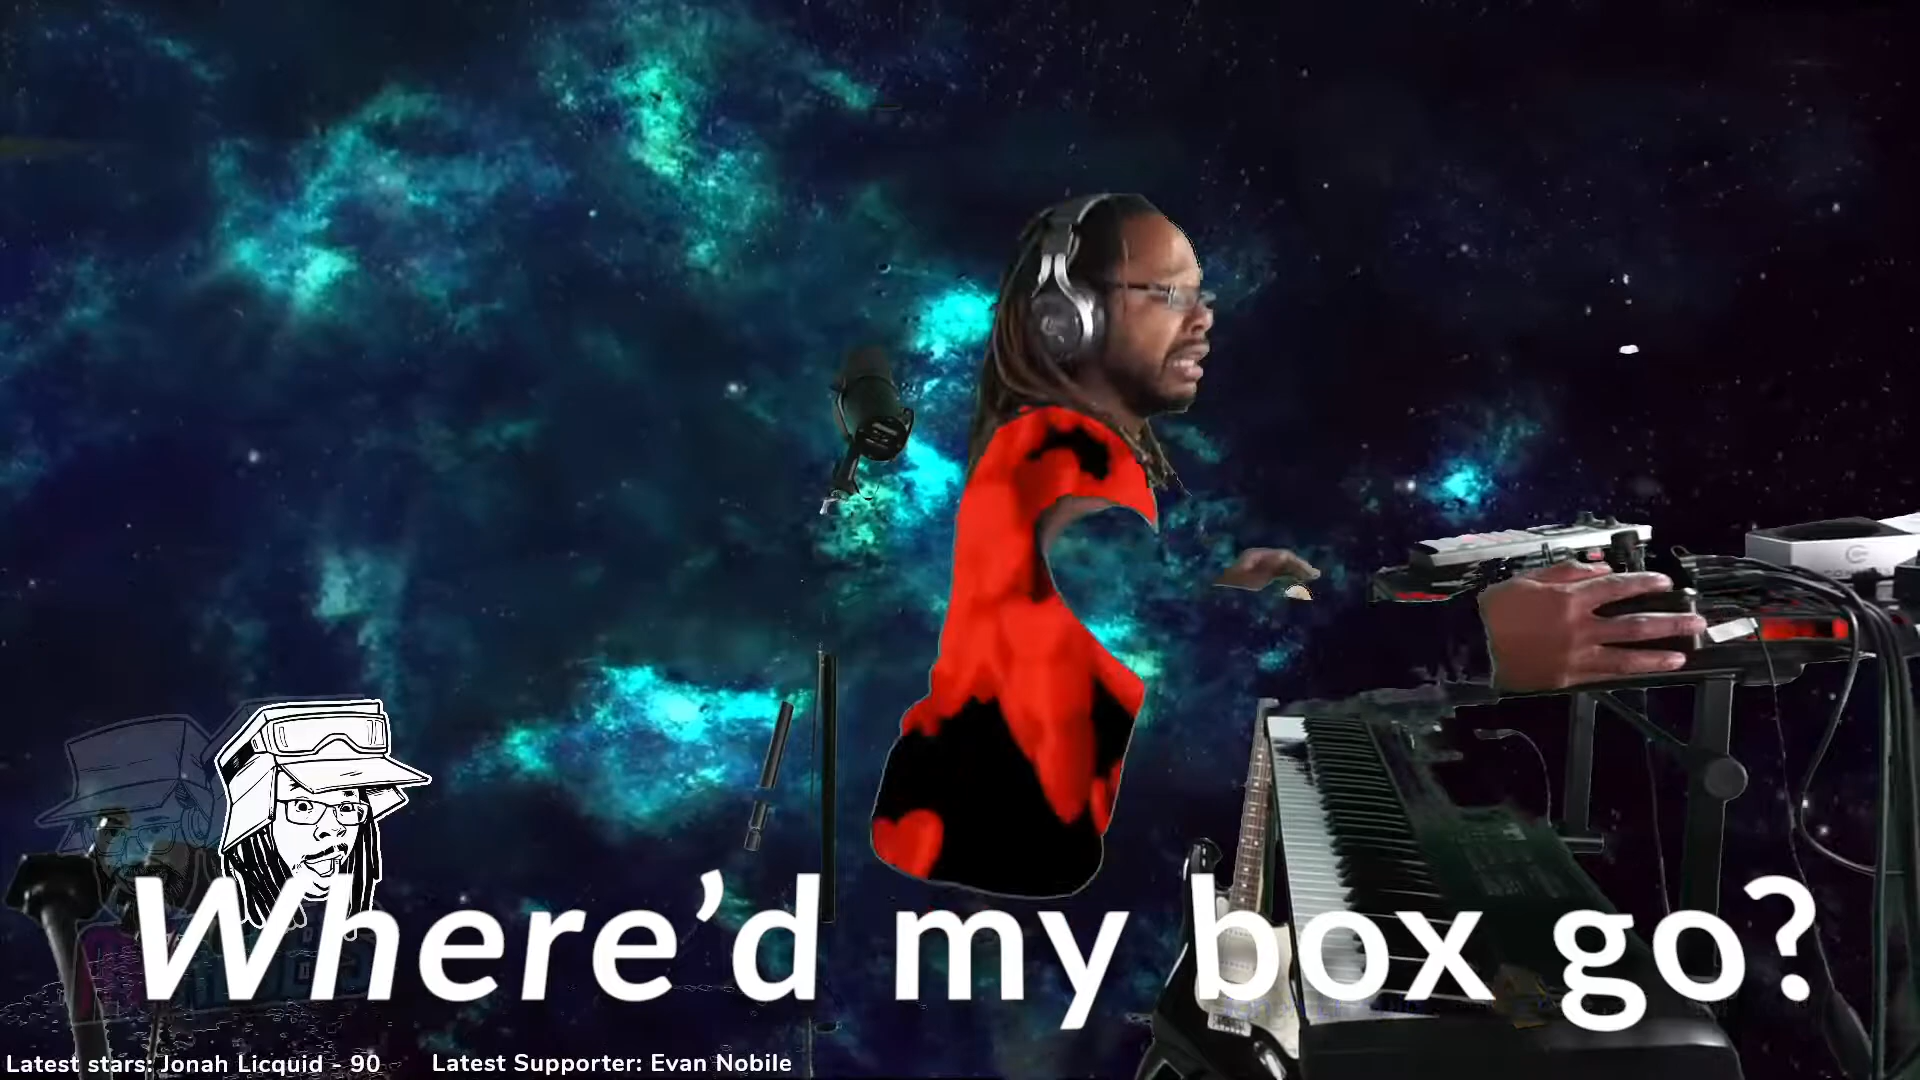 Where'd my box go?
Latest stars: Jonah Licquid - 90
Latest Supporter: Evan Nobile